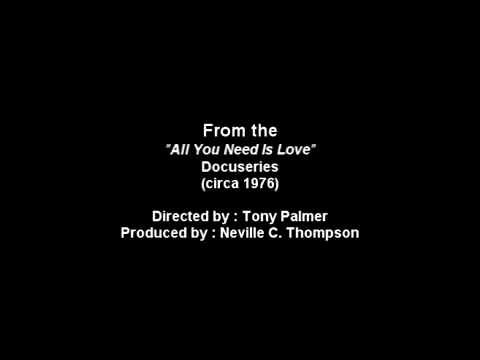 From the
"All You Need Is Love"
Docuseries
(circa 1976)
Directed by : Tony Palmer
Produced by : Neville C. Thompson